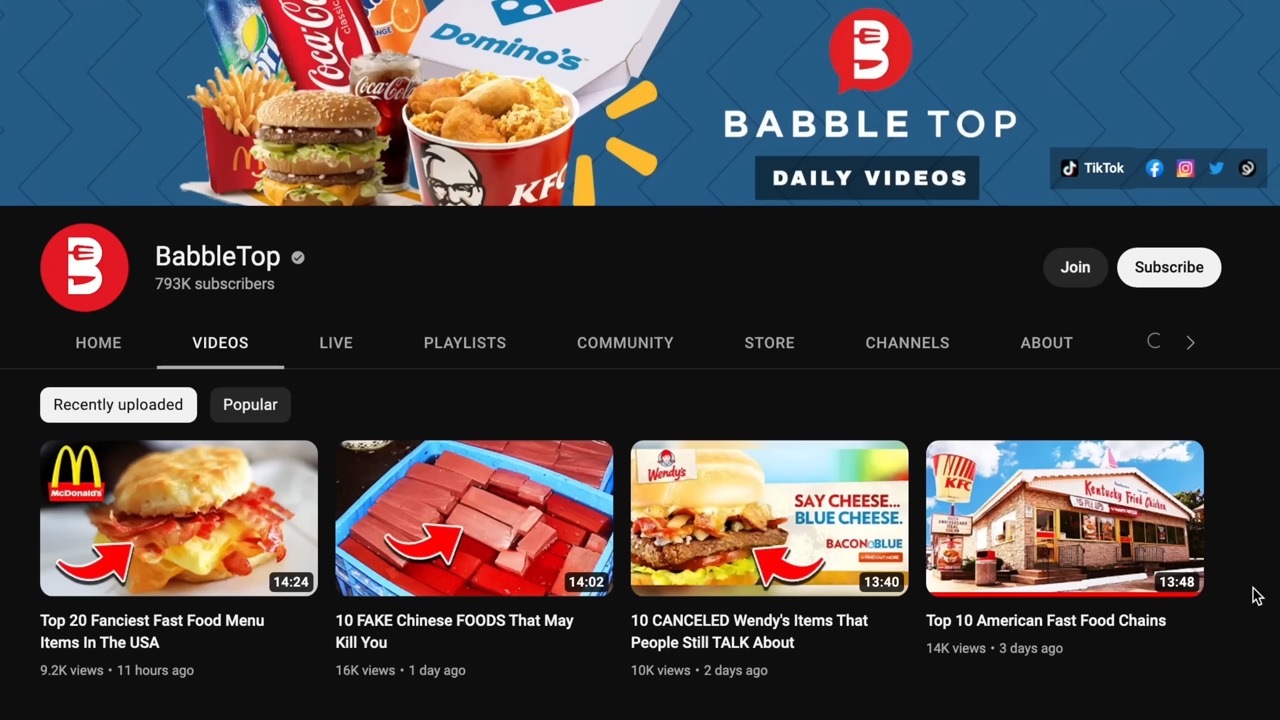 Coca-Cola
classic
ANGE
Domino's
Coca-Cola
KFC
B
BABBLE TOP
DAILY VIDEOS
TikTok
B
BabbleTop
793K subscribers
Join
Subscribe
HOME
VIDEOS
LIVE
PLAYLISTS
COMMUNITY
STORE
CHANNELS
ABOUT
C
Recently uploaded
Popular
McDonald's
14:24
14:02
Wendy's
SAY CHEESE...
BLUE CHEESE.
BACON BLUE
13:40
KFC
Kentucky Fried Chicken
13:48
Top 20 Fanciest Fast Food Menu
Items In The USA
9.2K views • 11 hours ago
10 FAKE Chinese FOODS That May
Kill You
16K views • 1 day ago
10 CANCELED Wendy's Items That
People Still TALK About
10K views • 2 days ago
Top 10 American Fast Food Chains
14K views • 3 days ago